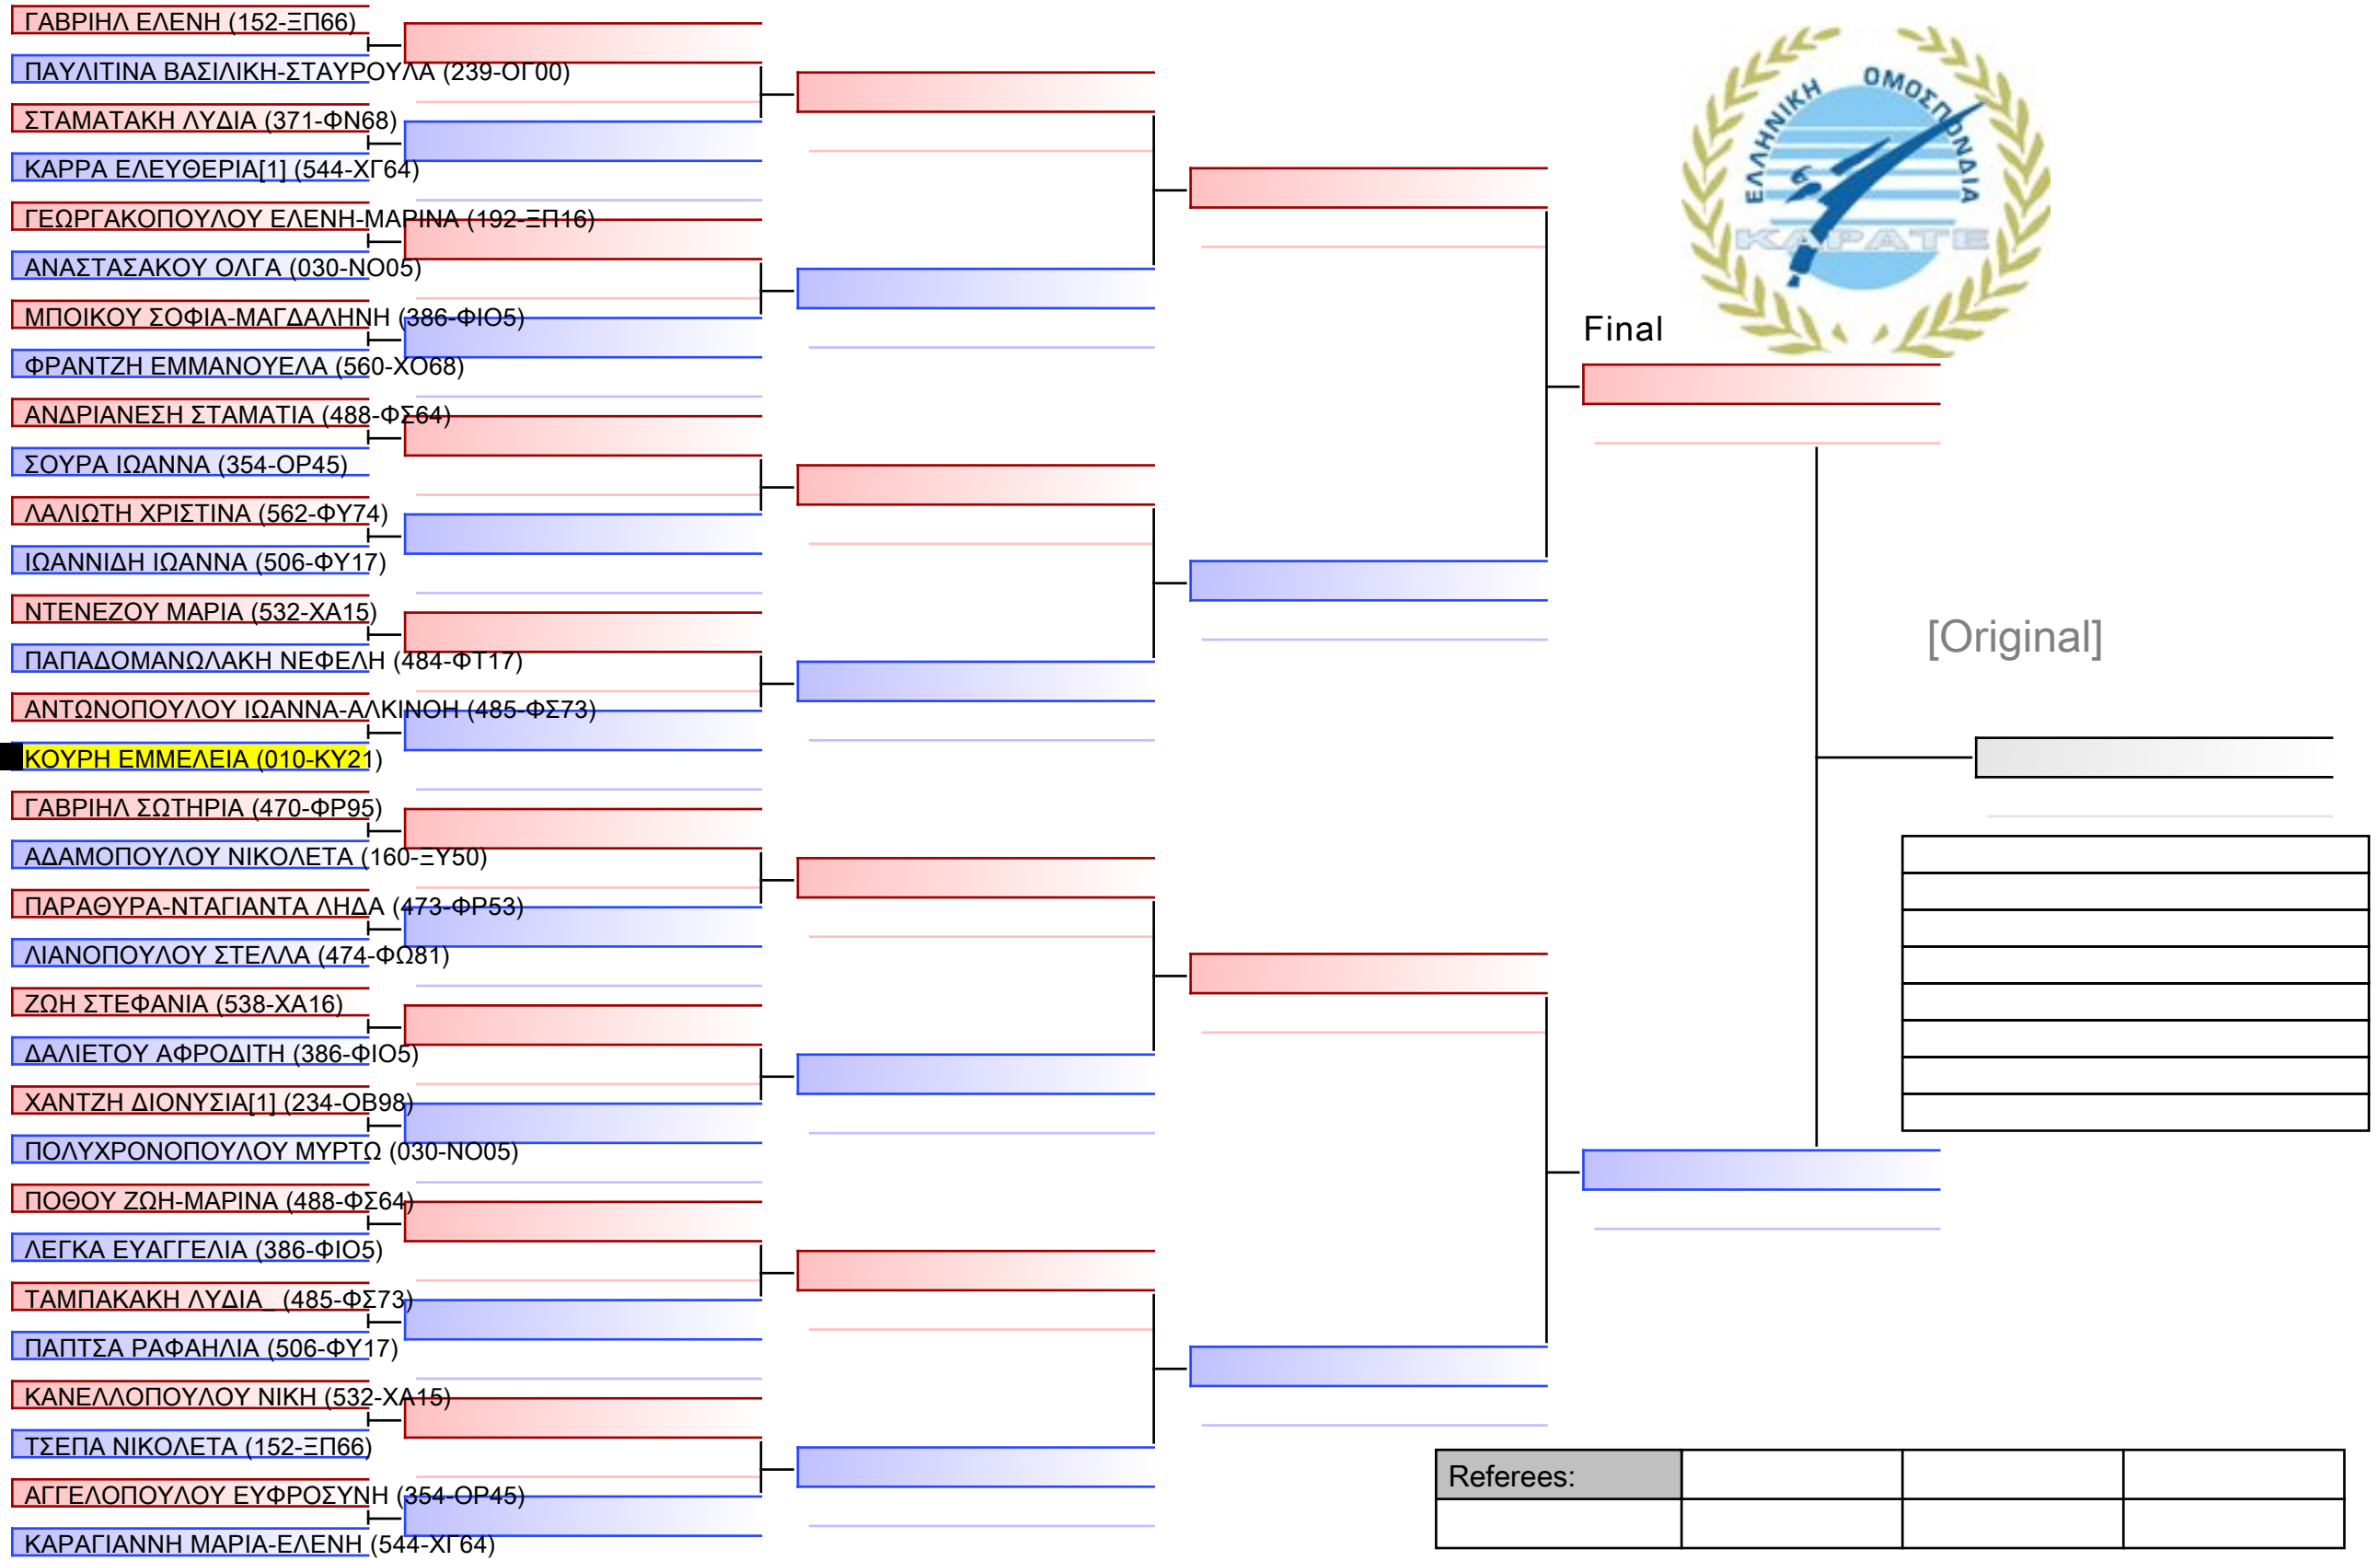 ΓΑΒΡΙΗΛ ΕΛΕΝΗ (152-ΞΠ66)
ΠΑΥΛΙΤΙΝΑ ΒΑΣΙΛΙΚΗ-ΣΤΑΥΡΟΥΛΑ (239-ΟΓ00)
ΣΤΑΜΑΤΑΚΗ ΛΥΔΙΑ (371-ΦΝ68)
ΚΑΡΡΑ ΕΛΕΥΘΕΡΙΑ[1] (544-ΧΓ64)
ΓΕΩΡΓΑΚΟΠΟΥΛΟΥ ΕΛΕΝΗ-ΜΑΡΙΝΑ (192-ΞΠ16)
ΑΝΑΣΤΑΣΑΚΟΥ ΟΛΓΑ (030-ΝΟ05)
ΜΠΟΙΚΟΥ ΣΟΦΙΑ-ΜΑΓΔΑΛΗΝΗ (386-ΦΙΟ5)
ΦΡΑΝΤΖΗ ΕΜΜΑΝΟΥΕΛΑ (560-ΧΟ68)
ΑΝΔΡΙΑΝΕΣΗ ΣΤΑΜΑΤΙΑ (488-ΦΣ64)
ΣΟΥΡΑ ΙΩΑΝΝΑ (354-ΟΡ45)
ΛΑΛΙΩΤΗ ΧΡΙΣΤΙΝΑ (562-ΦΥ74)
ΙΩΑΝΝΙΔΗ ΙΩΑΝΝΑ (506-ΦΥ17)
ΝΤΕΝΕΖΟΥ ΜΑΡΙΑ (532-ΧΑ15)
ΠΑΠΑΔΟΜΑΝΩΛΑΚΗ ΝΕΦΕΛΗ (484-ΦΤ17)
ΑΝΤΩΝΟΠΟΥΛΟΥ ΙΩΑΝΝΑ-ΑΛΚΙΝΟΗ (485-ΦΣ73)
ΚΟΥΡΗ ΕΜΜΕΛΕΙΑ (010-ΚΥ21)
ΓΑΒΡΙΗΛ ΣΩΤΗΡΙΑ (470-ΦΡ95)
ΑΔΑΜΟΠΟΥΛΟΥ ΝΙΚΟΛΕΤΑ (160-ΞΥ50)
ΠΑΡΑΘΥΡΑ-ΝΤΑΓΙΑΝΤΑ ΛΗΔΑ (473-ΦΡ53)
ΛΙΑΝΟΠΟΥΛΟΥ ΣΤΕΛΛΑ (474-ΦΩ81)
ΖΩΗ ΣΤΕΦΑΝΙΑ (538-ΧΑ16)
ΔΑΛΙΕΤΟΥ ΑΦΡΟΔΙΤΗ (386-ΦΙΟ5)
ΧΑΝΤΖΗ ΔΙΟΝΥΣΙΑ[1] (234-ΟΒ98)
ΠΟΛΥΧΡΟΝΟΠΟΥΛΟΥ ΜΥΡΤΩ (030-ΝΟ05)
ΠΟΘΟΥ ΖΩΗ-ΜΑΡΙΝΑ (488-ΦΣ64)
ΛΕΓΚΑ ΕΥΑΓΓΕΛΙΑ (386-ΦΙΟ5)
ΤΑΜΠΑΚΑΚΗ ΛΥΔΙΑ_ (485-ΦΣ73)
ΠΑΠΤΣΑ ΡΑΦΑΗΛΙΑ (506-ΦΥ17)
ΚΑΝΕΛΛΟΠΟΥΛΟΥ ΝΙΚΗ (532-ΧΑ15)
ΤΣΕΠΑ ΝΙΚΟΛΕΤΑ (152-ΞΠ66)
ΑΓΓΕΛΟΠΟΥΛΟΥ ΕΥΦΡΟΣΥΝΗ (354-ΟΡ45)
ΚΑΡΑΓΙΑΝΝΗ ΜΑΡΙΑ-ΕΛΕΝΗ (544-ΧΓ64)
ΕΛΛΗΝΙΚΗ ΟΜΟΣΠΟΝΔΙΑ
ΚΑΡΑΤΕ
Final
[Original]
Referees: